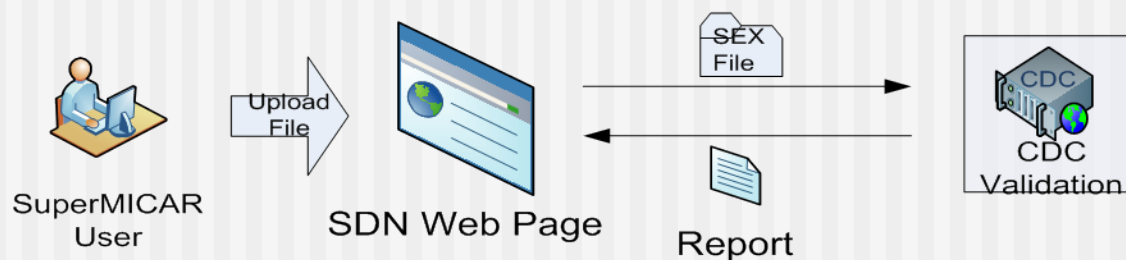 SuperMICAR
User
Upload
File
SDN Web Page
SEX
File
Report
CDC
CDC
Validation